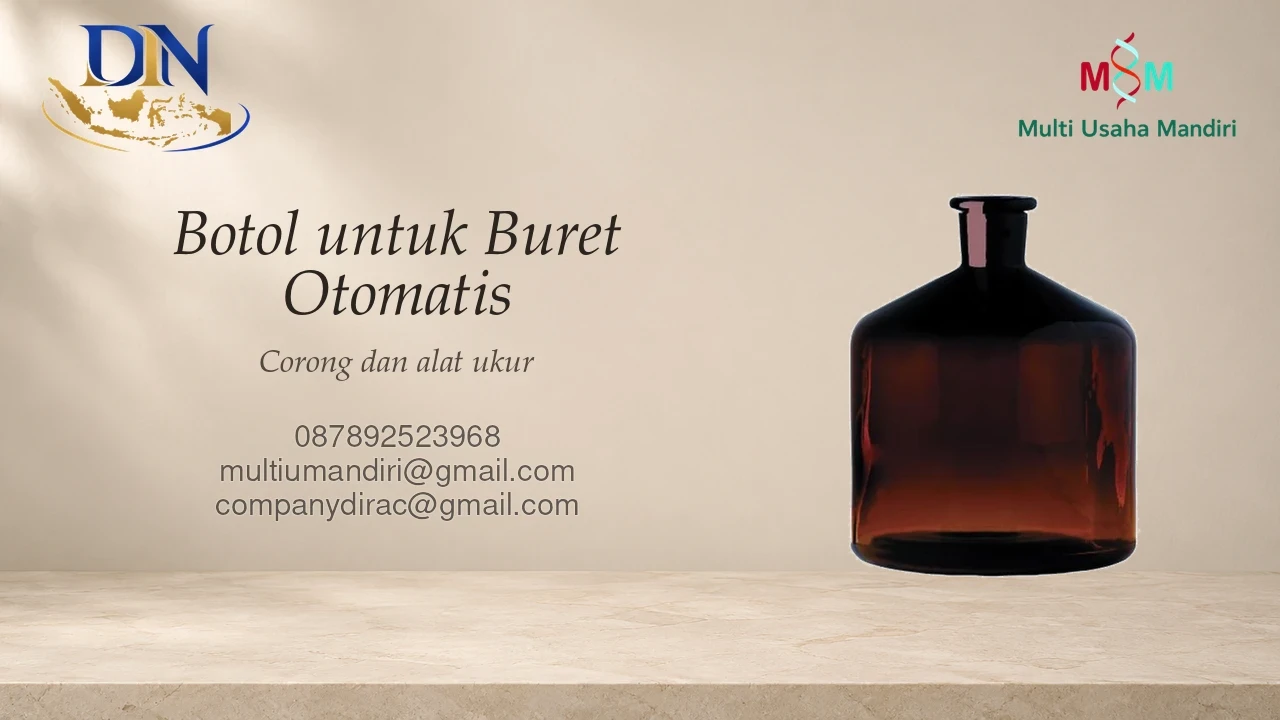 DN
M M
Multi Usaha Mandiri
Botol untuk Buret
Otomatis
Corong dan alat ukur
087892523968
multiumandiri@gmail.com
companydirac@gmail.com